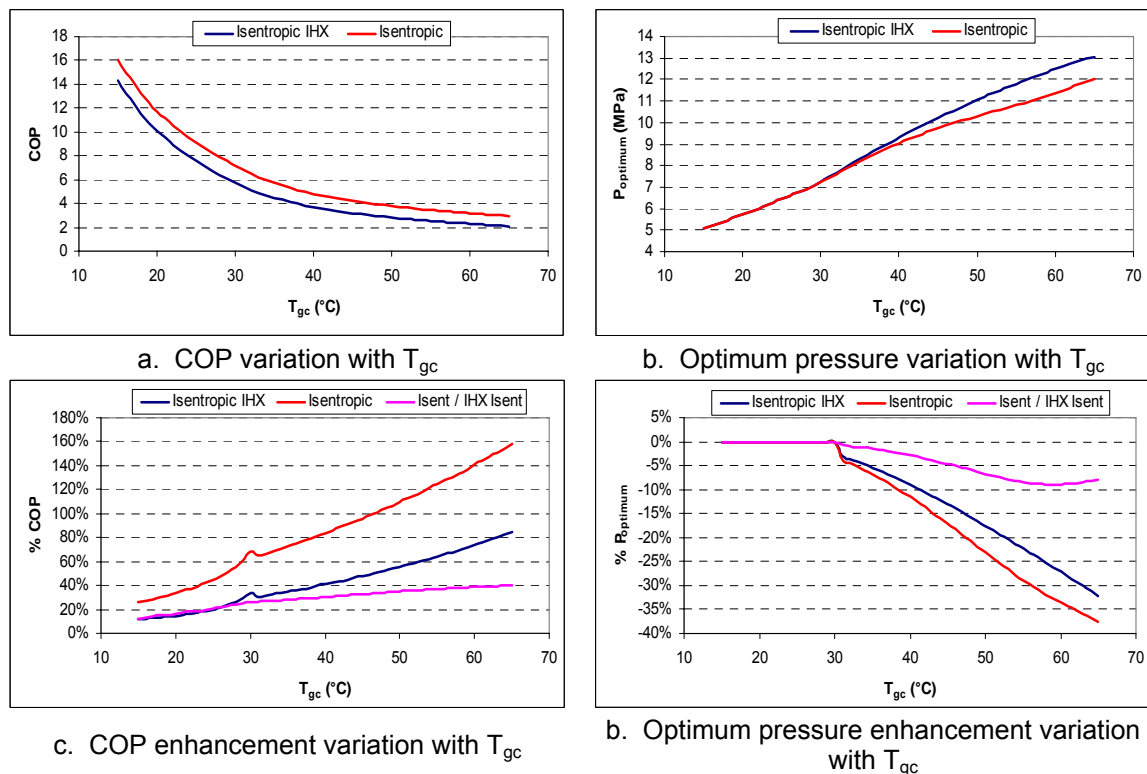 Isentropic IHX Isentropic
18
16
14
12
10
8
6
4
2
0
COP
10 20 30 40 50 60 70
Tgc (°C)
a. COP variation with Tgc
Isentropic IHX Isentropic
14
13
12
11
10
9
8
7
6
5
4
Poptimum (MPa)
10 20 30 40 50 60 70
Tgc (°C)
b. Optimum pressure variation with Tgc
Isentropic IHX Isentropic Isent / IHX Isent
180%
160%
140%
120%
100%
80%
60%
40%
20%
0%
% COP
10 20 30 40 50 60 70
Tgc (°C)
c. COP enhancement variation with Tgc
Isentropic IHX Isentropic Isent / IHX Isent
5%
0%
-5%
-10%
-15%
-20%
-25%
-30%
-35%
-40%
% Poptimum
10 20 30 40 50 60 70
Tgc (°C)
b. Optimum pressure enhancement variation
with Tgc